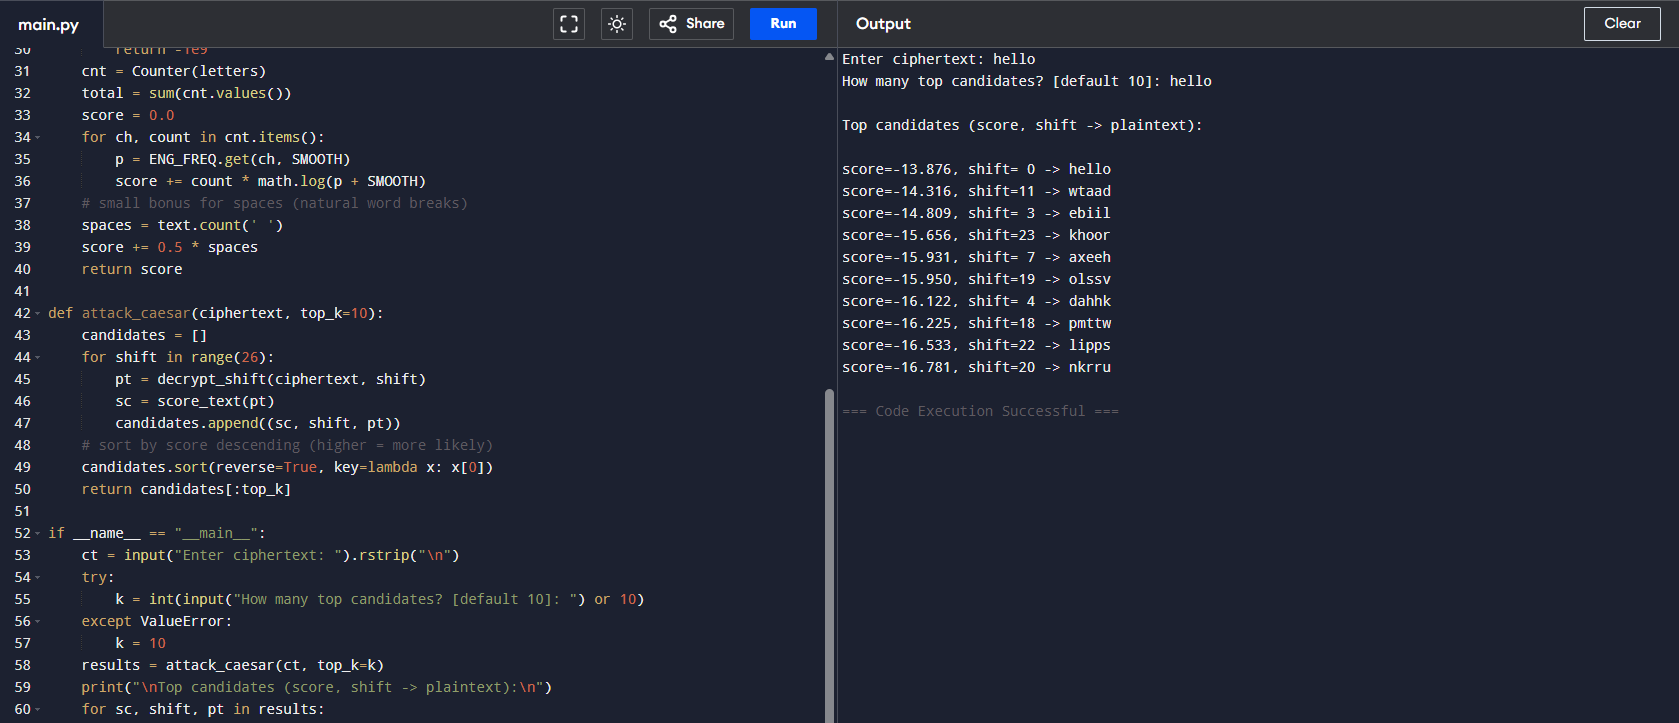 main.py
Share
Run
Output
Clear
30 return -1e9
31 cnt = Counter(letters)
32 total = sum(cnt.values())
33 score = 0.0
34 for ch, count in cnt.items():
35 p = ENG_FREQ.get(ch, SMOOTH)
36 score += count * math.log(p + SMOOTH)
37 # small bonus for spaces (natural word breaks)
38 spaces = text.count(' ')
39 score += 0.5 * spaces
40 return score
41
42 def attack_caesar(ciphertext, top_k=10):
43 candidates = []
44 for shift in range(26):
45 pt = decrypt_shift(ciphertext, shift)
46 sc = score_text(pt)
47 candidates.append((sc, shift, pt))
48 # sort by score descending (higher = more likely)
49 candidates.sort(reverse=True, key=lambda x: x[0])
50 return candidates[:top_k]
51
52 if __name__ == "__main__":
53 ct = input("Enter ciphertext: ").rstrip("\n")
54 try:
55 k = int(input("How many top candidates? [default 10]: ") or 10)
56 except ValueError:
57 k = 10
58 results = attack_caesar(ct, top_k=k)
59 print("\nTop candidates (score, shift -> plaintext):\n")
60 for sc, shift, pt in results:
Enter ciphertext: hello
How many top candidates? [default 10]: hello
Top candidates (score, shift -> plaintext):
score=-13.876, shift= 0 -> hello
score=-14.316, shift=11 -> wtaad
score=-14.809, shift= 3 -> ebiil
score=-15.656, shift=23 -> khoor
score=-15.931, shift= 7 -> axeeh
score=-15.950, shift=19 -> olssv
score=-16.122, shift= 4 -> dahhk
score=-16.225, shift=18 -> pmttw
score=-16.533, shift=22 -> lipps
score=-16.781, shift=20 -> nkrru
=== Code Execution Successful ===